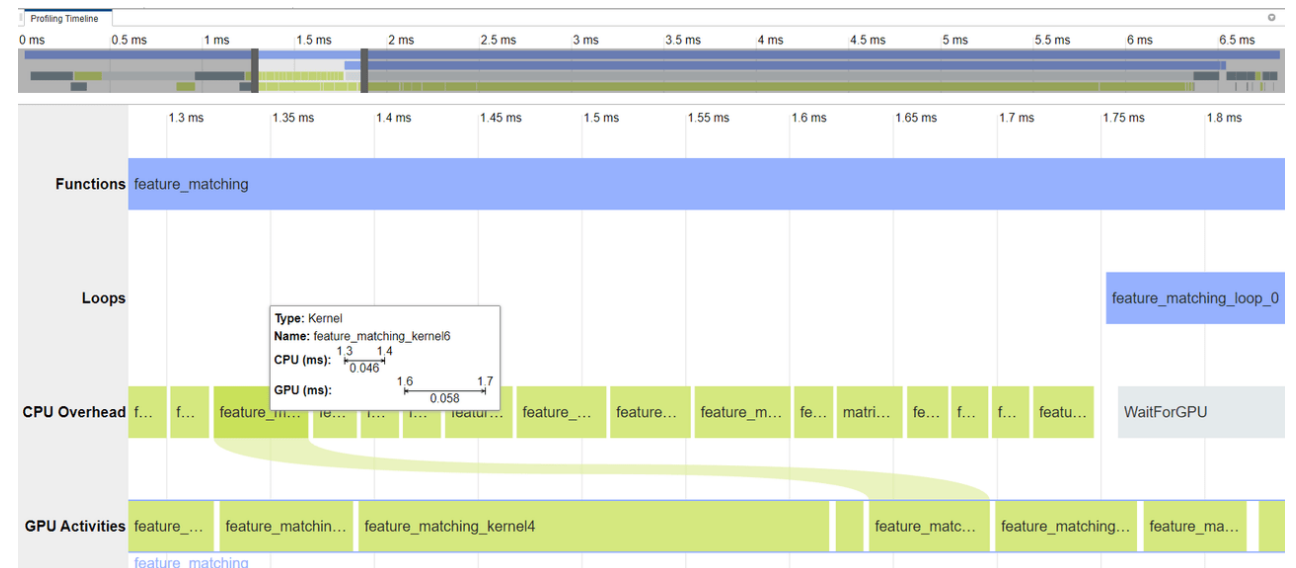 Profiling Timeline
0 ms 0.5 ms 1 ms 1.5 ms 2 ms 2.5 ms 3 ms 3.5 ms 4 ms 4.5 ms 5 ms 5.5 ms 6 ms 6.5 ms
1.3 ms 1.35 ms 1.4 ms 1.45 ms 1.5 ms 1.55 ms 1.6 ms 1.65 ms 1.7 ms 1.75 ms 1.8 ms
Functions feature_matching
Loops feature_matching_loop_0
Type: Kernel
Name: feature_matching_kernel6
1.3 1.4
CPU (ms):
0.046
1.6 1.7
GPU (ms):
0.058
CPU Overhead f... f... feature_... feature... feature_m... fe... matri... fe... f... f... featu... WaitForGPU
GPU Activities feature_... feature_matchin... feature_matching_kernel4 feature_matc... feature_matching... feature_ma...
feature_matching